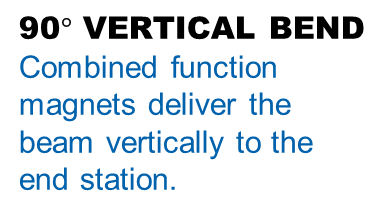 90° VERTICAL BEND
Combined function
magnets deliver the
beam vertically to the
end station.